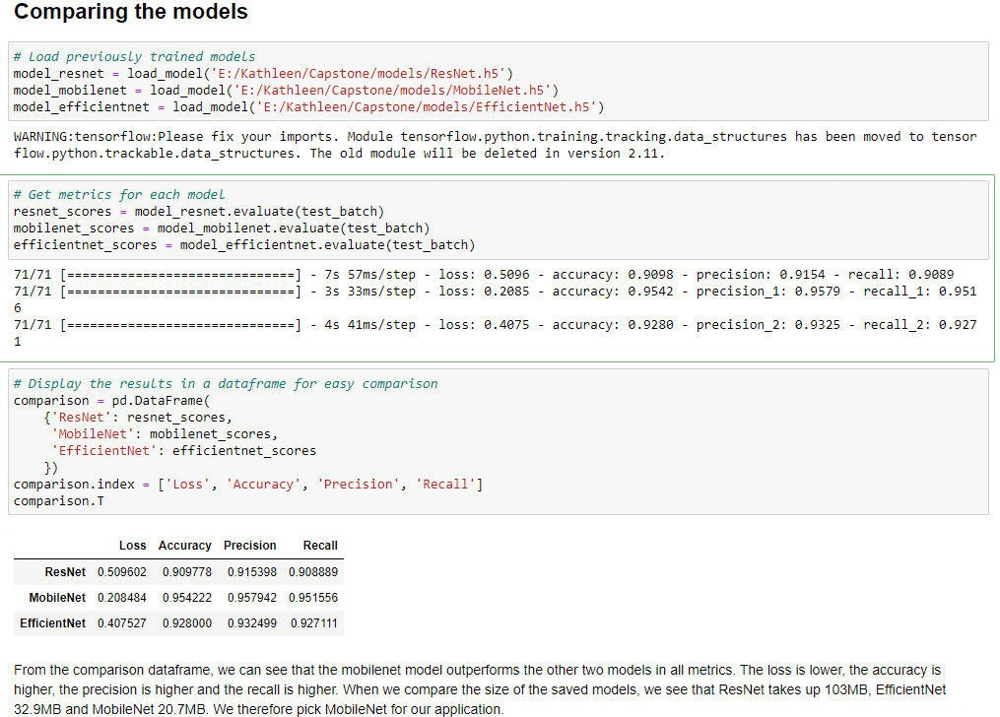 Comparing the models
# Load previously trained models
model_resnet = load_model('E:/Kathleen/Capstone/models/ResNet.h5')
model_mobilenet = load_model('E:/Kathleen/Capstone/models/MobileNet.h5')
model_efficientnet = load_model('E:/Kathleen/Capstone/models/EfficientNet.h5')
WARNING:tensorflow:Please fix your imports. Module tensorflow.python.training.tracking.data_structures has been moved to tensor
flow.python.trackable.data_structures. The old module will be deleted in version 2.11.
# Get metrics for each model
resnet_scores = model_resnet.evaluate(test_batch)
mobilenet_scores = model_mobilenet.evaluate(test_batch)
efficientnet_scores = model_efficientnet.evaluate(test_batch)
71/71 [==============================] - 7s 57ms/step - loss: 0.5096 - accuracy: 0.9098 - precision: 0.9154 - recall: 0.9089
71/71 [==============================] - 3s 33ms/step - loss: 0.2085 - accuracy: 0.9542 - precision_1: 0.9579 - recall_1: 0.951
6
71/71 [==============================] - 4s 41ms/step - loss: 0.4075 - accuracy: 0.9280 - precision_2: 0.9325 - recall_2: 0.927
1
# Display the results in a dataframe for easy comparison
comparison = pd.DataFrame(
    {'ResNet': resnet_scores,
     'MobileNet': mobilenet_scores,
     'EfficientNet': efficientnet_scores
    })
comparison.index = ['Loss', 'Accuracy', 'Precision', 'Recall']
comparison.T
Loss Accuracy Precision Recall
ResNet 0.509602 0.909778 0.915398 0.908889
MobileNet 0.208484 0.954222 0.957942 0.951556
EfficientNet 0.407527 0.928000 0.932499 0.927111
From the comparison dataframe, we can see that the mobilenet model outperforms the other two models in all metrics. The loss is lower, the accuracy is
higher, the precision is higher and the recall is higher. When we compare the size of the saved models, we see that ResNet takes up 103MB, EfficientNet
32.9MB and MobileNet 20.7MB. We therefore pick MobileNet for our application.